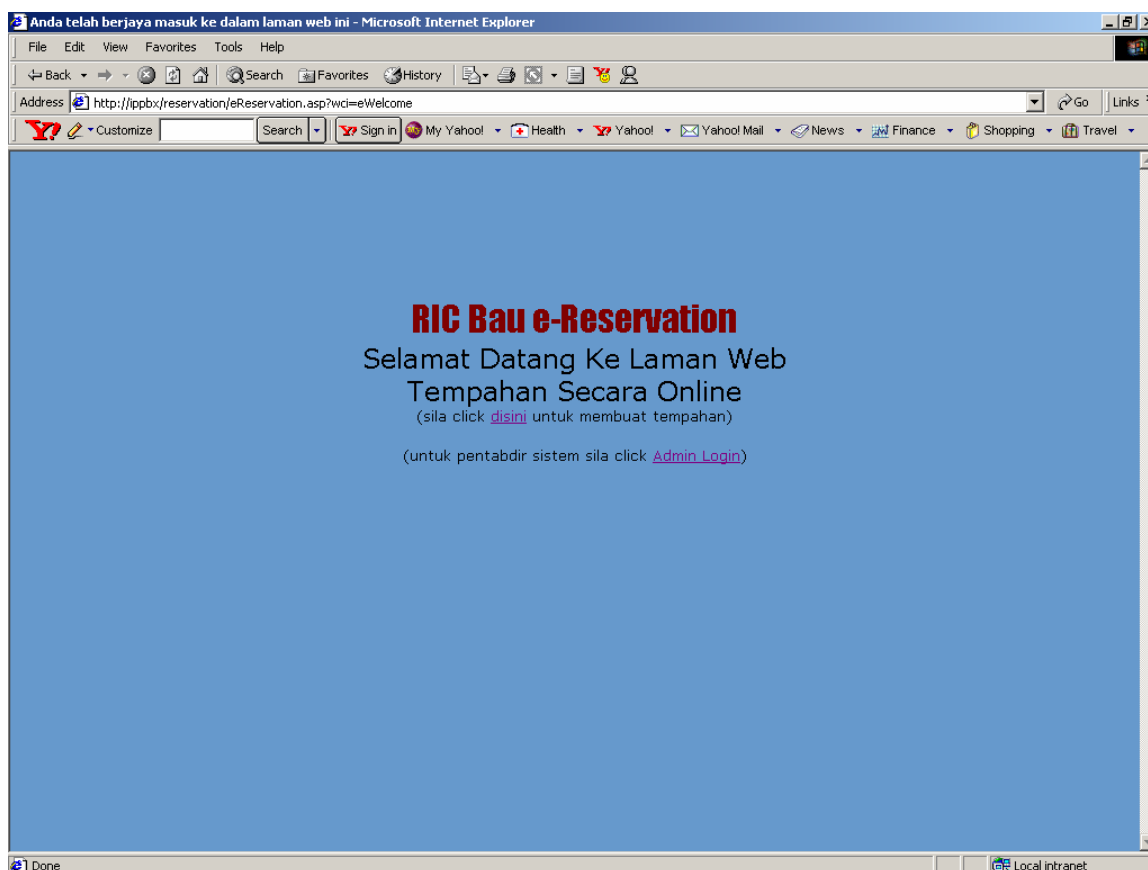 Anda telah berjaya masuk ke dalam laman web ini - Microsoft Internet Explorer
File Edit View Favorites Tools Help
Back Search Favorites History
Address http://ippbx/reservation/eReservation.asp?wci=eWelcome Go Links
Y? Customize Search Sign in My Yahoo! Health Yahoo! Yahoo! Mail News Finance Shopping Travel
RIC Bau e-Reservation
Selamat Datang Ke Laman Web
Tempahan Secara Online
(sila click disini untuk membuat tempahan)
(untuk pentabdir sistem sila click Admin Login)
Done Local intranet